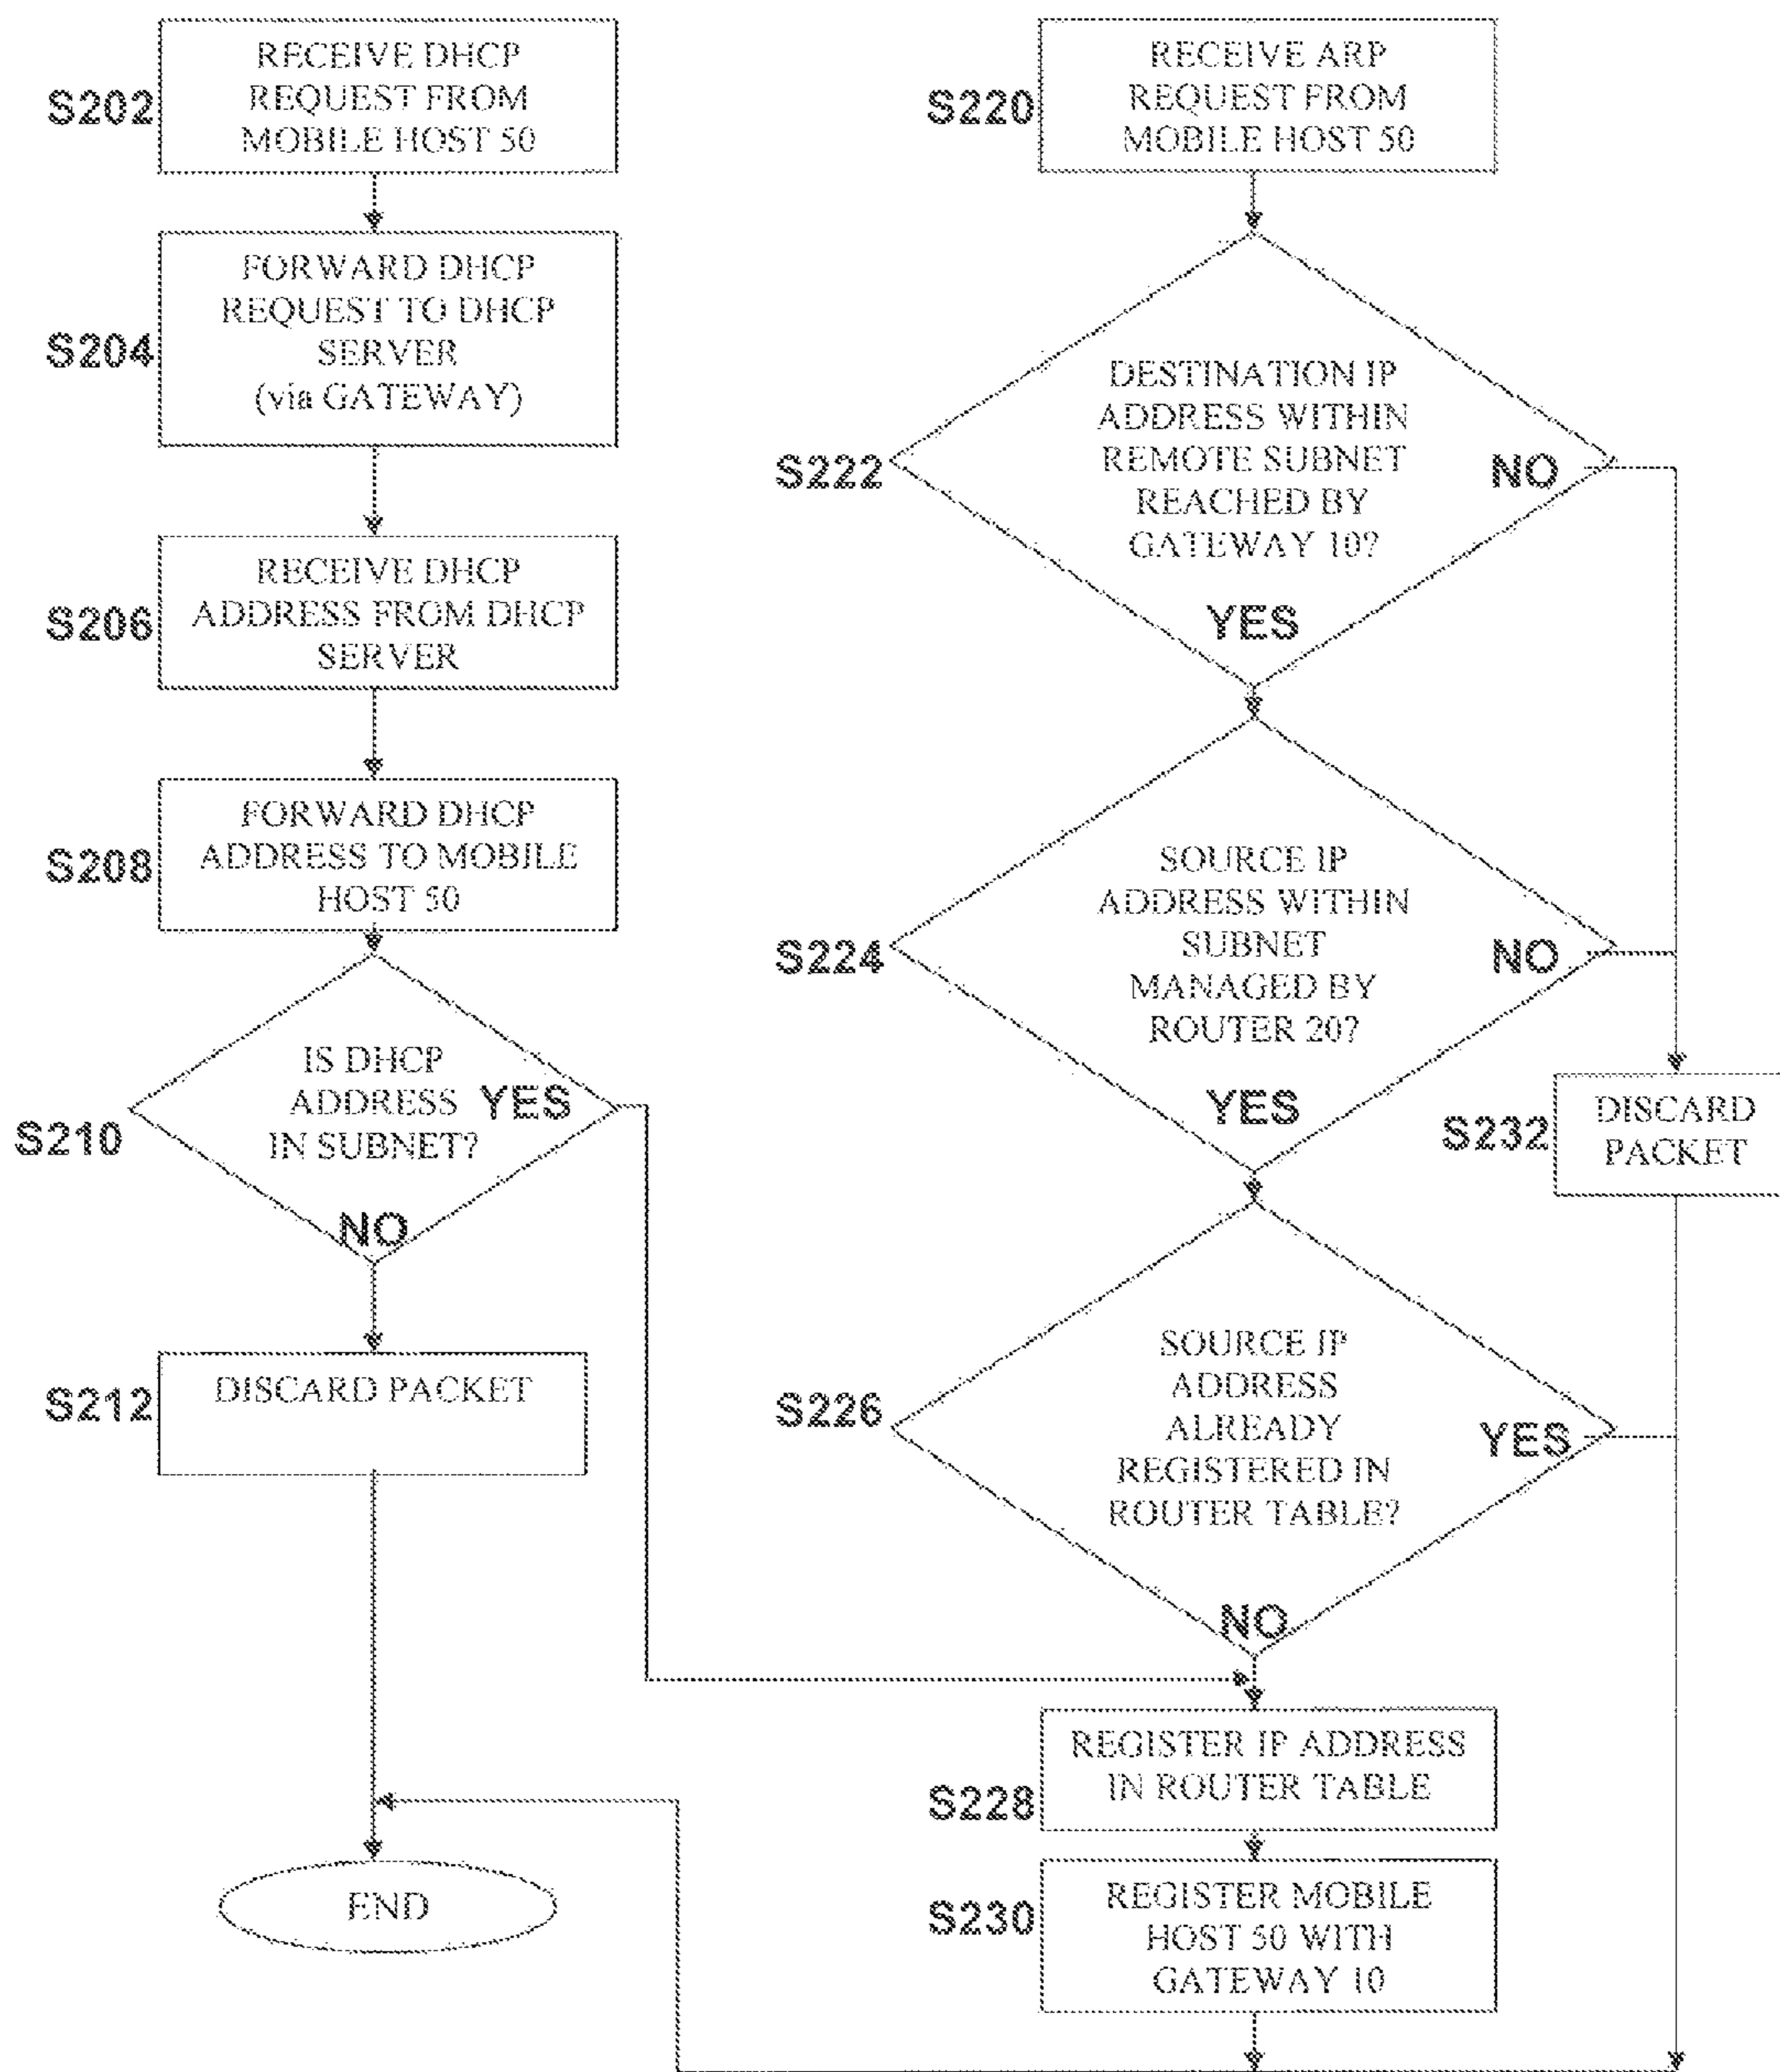 S202
RECEIVE DHCP
REQUEST FROM
MOBILE HOST 50
S204
FORWARD DHCP
REQUEST TO DHCP
SERVER
(via GATEWAY)
S206
RECEIVE DHCP
ADDRESS FROM DHCP
SERVER
S208
FORWARD DHCP
ADDRESS TO MOBILE
HOST 50
S210
IS DHCP
ADDRESS
IN SUBNET?
YES
NO
S212
DISCARD PACKET
END
S220
RECEIVE ARP
REQUEST FROM
MOBILE HOST 50
S222
DESTINATION IP
ADDRESS WITHIN
REMOTE SUBNET
REACHED BY
GATEWAY 10?
NO
YES
S224
SOURCE IP
ADDRESS WITHIN
SUBNET
MANAGED BY
ROUTER 20?
NO
YES
S232
DISCARD
PACKET
S226
SOURCE IP
ADDRESS
ALREADY
REGISTERED IN
ROUTER TABLE?
YES
NO
S228
REGISTER IP ADDRESS
IN ROUTER TABLE
S230
REGISTER MOBILE
HOST 50 WITH
GATEWAY 10